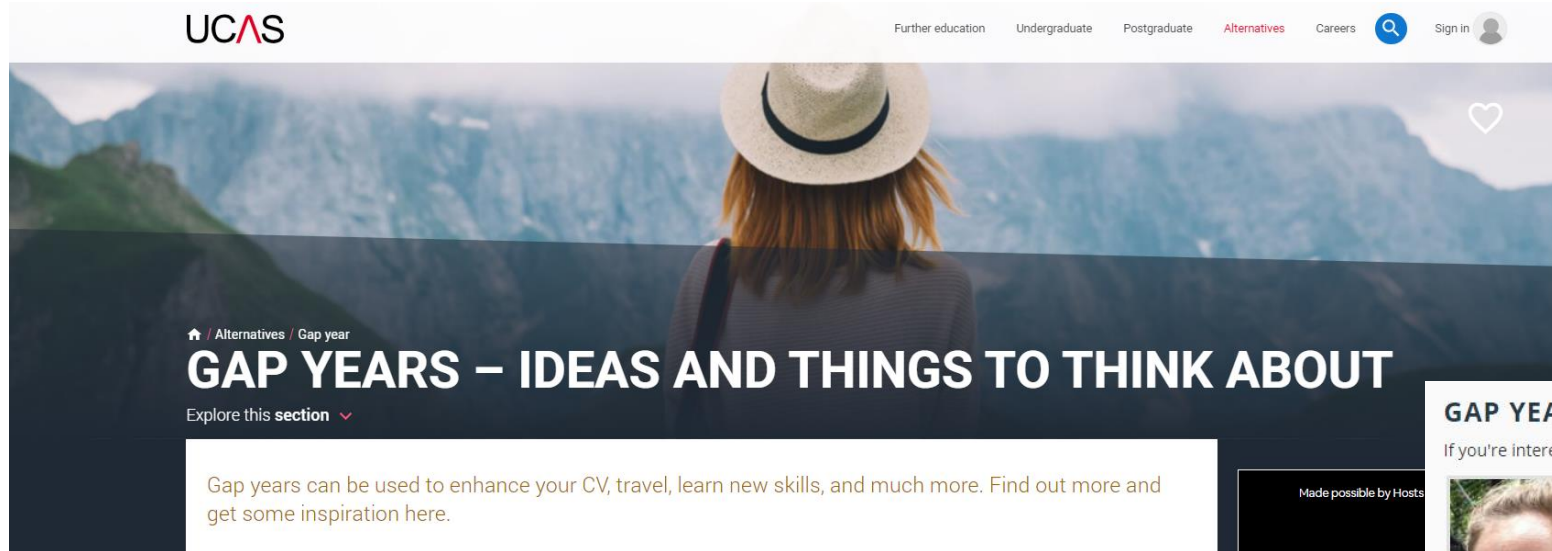 UCAS
Further education Undergraduate Postgraduate Alternatives Careers Sign in
/ Alternatives / Gap year
GAP YEARS – IDEAS AND THINGS TO THINK ABOUT
Explore this section
Gap years can be used to enhance your CV, travel, learn new skills, and much more. Find out more and
get some inspiration here.
Made possible by Hosts
GAP YEA
If you're intere